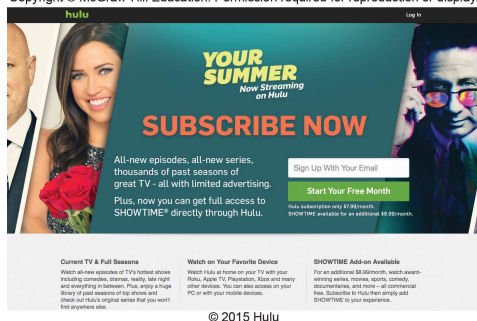 Copyright © McGraw-Hill Education. Permission required for reproduction or display.
hulu
Log In
YOUR
SUMMER
Now Streaming
on Hulu
SUBSCRIBE NOW
All-new episodes, all-new series,
thousands of past seasons of
great TV - all with limited advertising.
Plus, now you can get full access to
SHOWTIME® directly through Hulu.
Sign Up With Your Email
Start Your Free Month
Hulu subscription only $7.99/month.
SHOWTIME available for an additional $8.99/month.
Current TV & Full Seasons
Watch all-new episodes of TV's hottest shows
including comedies, dramas, reality, late night
and everything in between. Plus, enjoy a huge
library of past seasons of top shows and
check out Hulu's original series that you won't
find anywhere else.
Watch on Your Favorite Device
Watch Hulu at home on your TV with your
Roku, Apple TV, Playstation, Xbox and many
other devices. You can also access on your
PC or with your mobile devices.
SHOWTIME Add-on Available
For an additional $8.99/month, watch award-
winning series, movies, sports, comedy,
documentaries, and more - all commercial
free. Subscribe to Hulu then simply add
SHOWTIME to your experience.
© 2015 Hulu